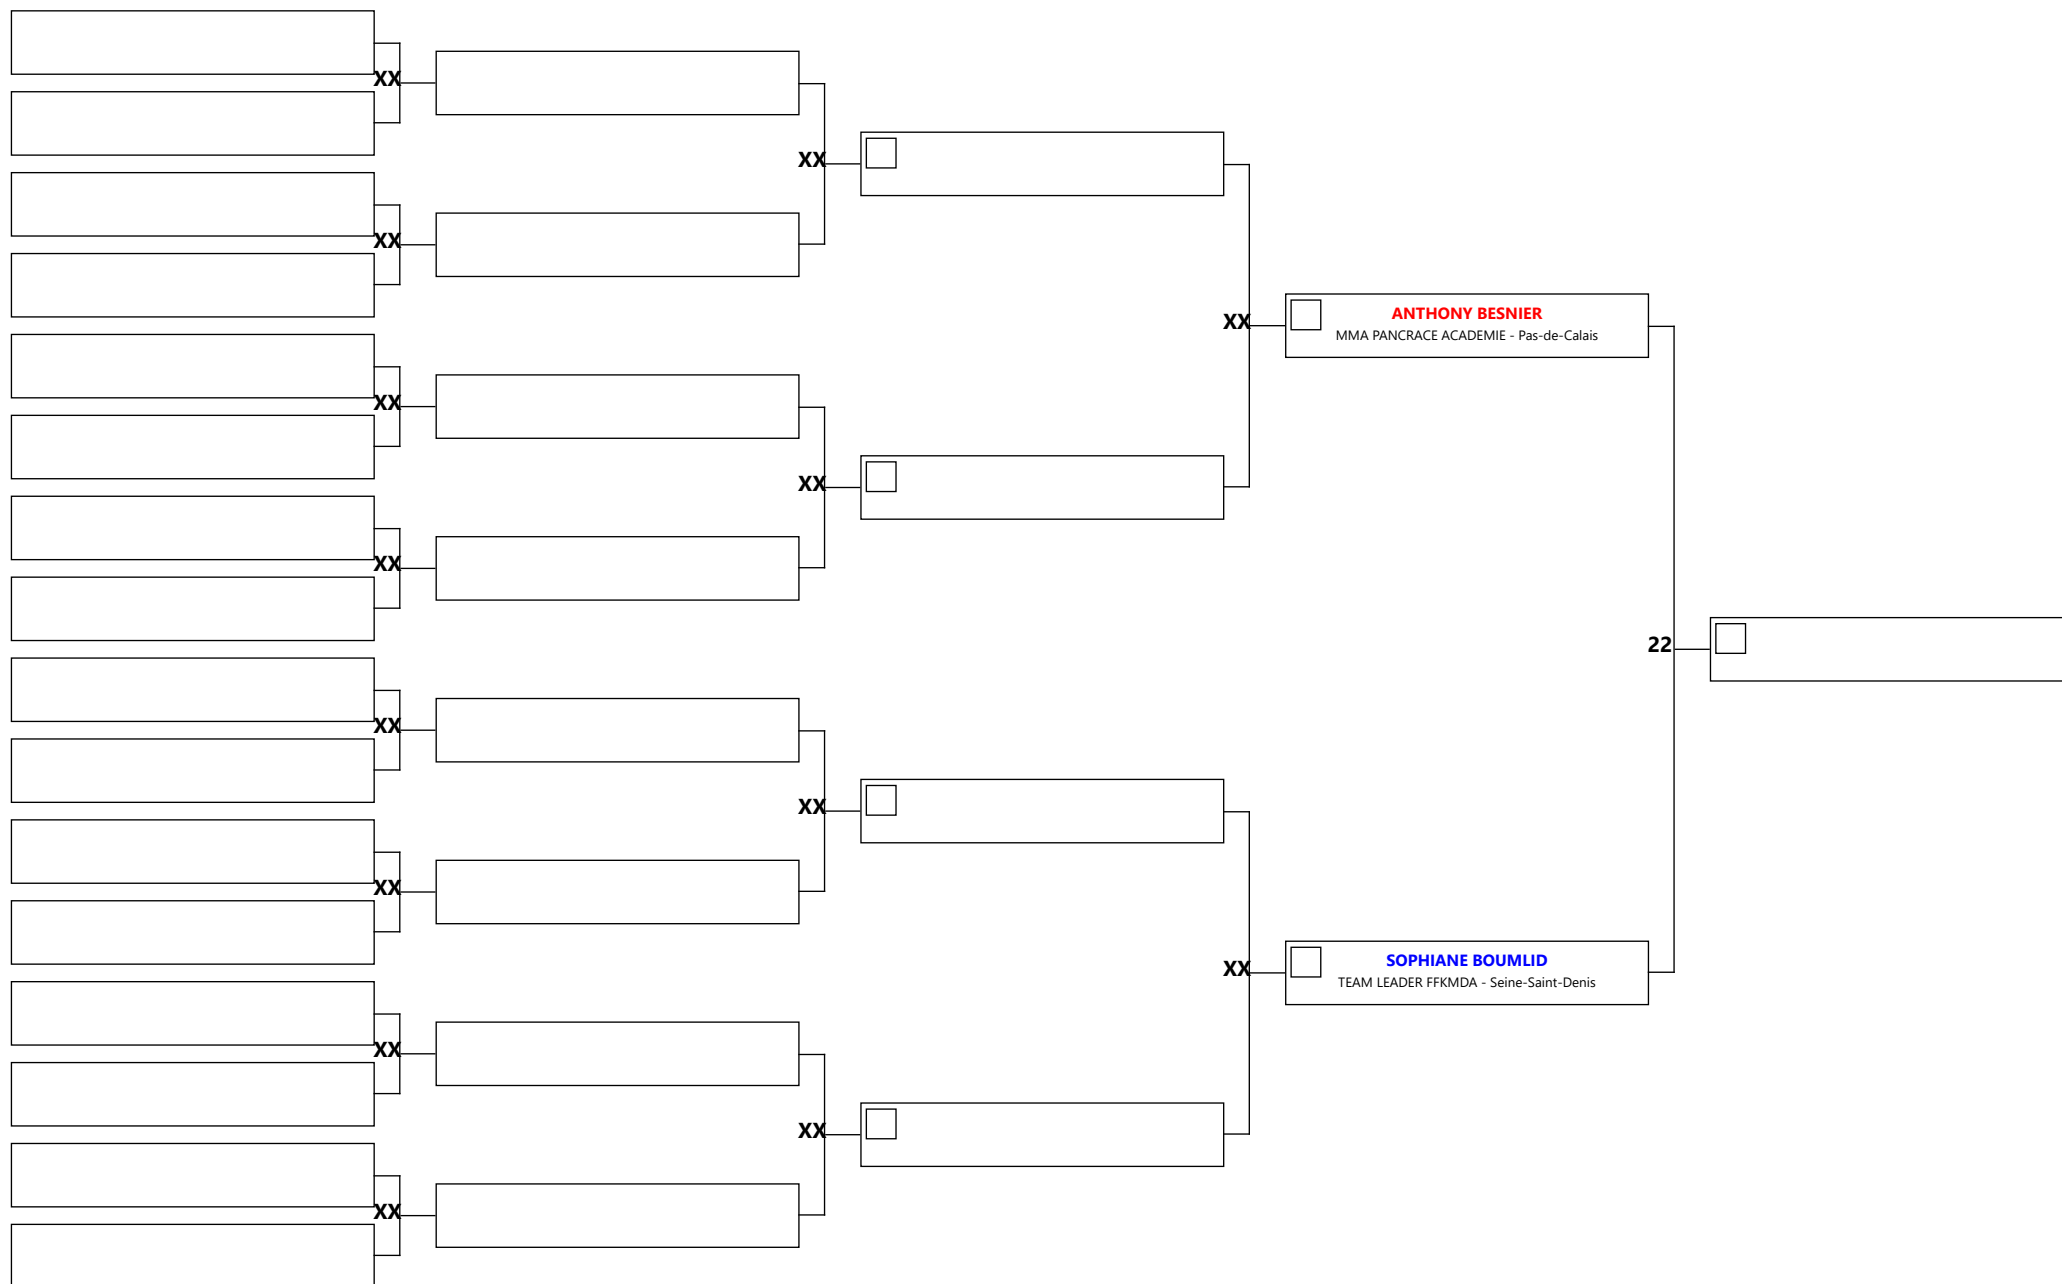 XX
XX
XX
XX
XX
ANTHONY BESNIER
MMA PANCRACE ACADEMIE - Pas-de-Calais
XX
XX
XX
22
XX
XX
XX
SOPHIANE BOUMLID
TEAM LEADER FFKMDA - Seine-Saint-Denis
XX
XX
XX
XX